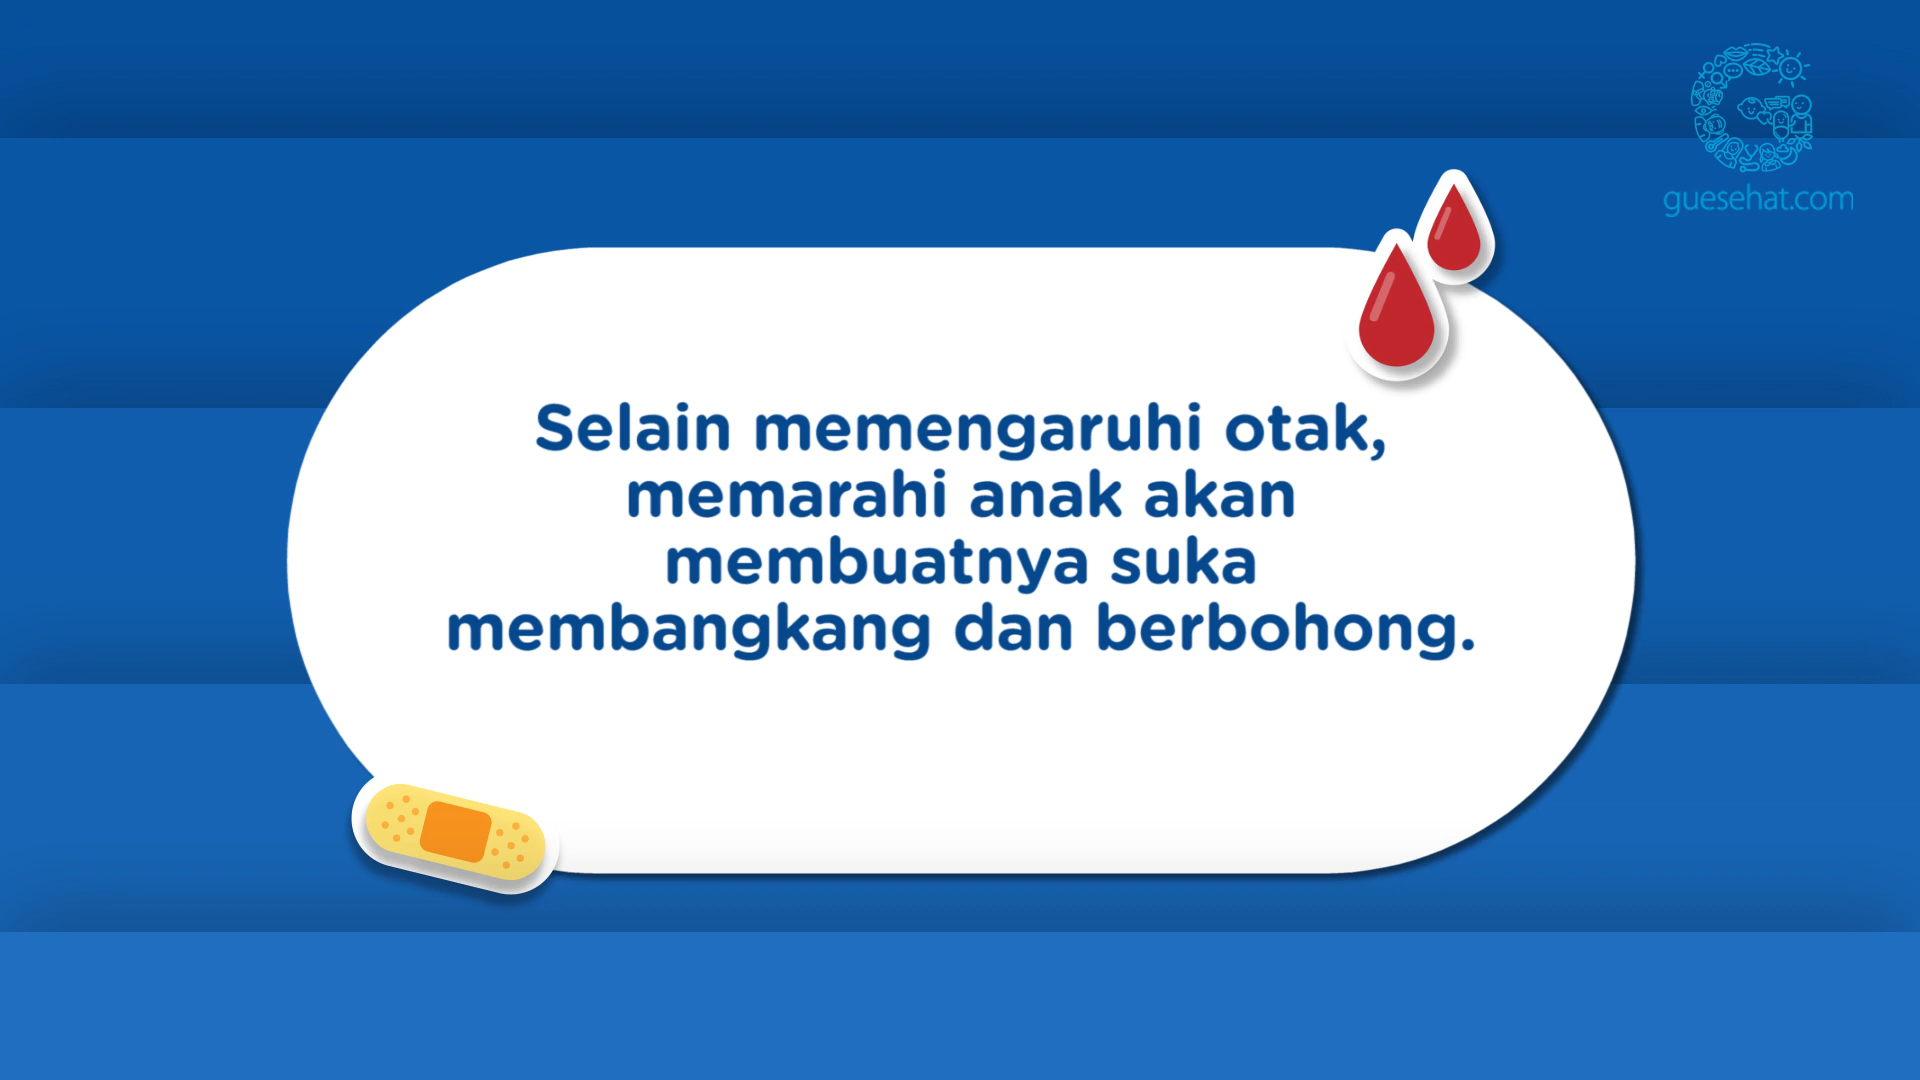 guesehat.com
Selain memengaruhi otak,
memarahi anak akan
membuatnya suka
membangkang dan berbohong.